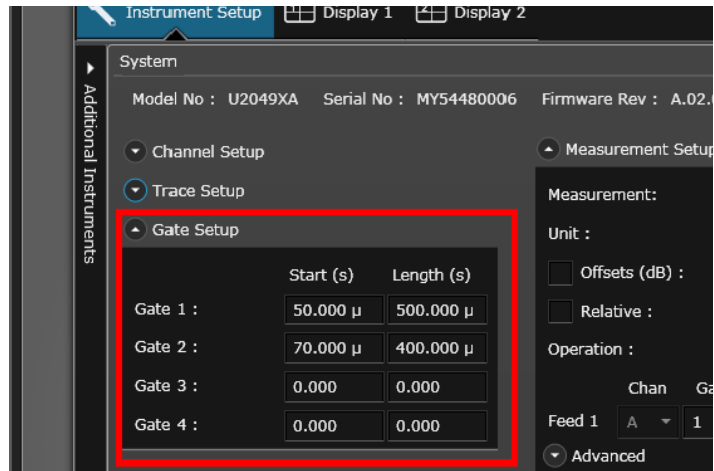 Instrument Setup Display 1 Display 2
Additional Instruments
System
Model No : U2049XA Serial No : MY54480006 Firmware Rev : A.02.
Channel Setup
Trace Setup
Gate Setup
Start (s) Length (s)
Gate 1 : 50.000 µ 500.000 µ
Gate 2 : 70.000 µ 400.000 µ
Gate 3 : 0.000 0.000
Gate 4 : 0.000 0.000
Measurement Setup
Measurement:
Unit :
Offsets (dB) :
Relative :
Operation :
Chan Ga
Feed 1 A 1
Advanced